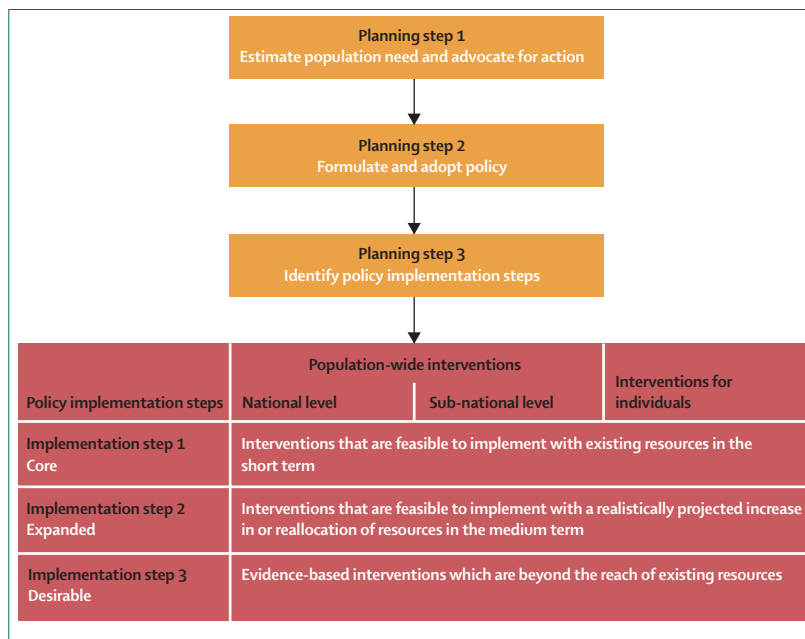 Planning step 1
Estimate population need and advocate for action
Planning step 2
Formulate and adopt policy
Planning step 3
Identify policy implementation steps
Population-wide interventions
Interventions for
individuals
Policy implementation steps
National level
Sub-national level
Implementation step 1
Core
Interventions that are feasible to implement with existing resources in the
short term
Implementation step 2
Expanded
Interventions that are feasible to implement with a realistically projected increase
in or reallocation of resources in the medium term
Implementation step 3
Desirable
Evidence-based interventions which are beyond the reach of existing resources